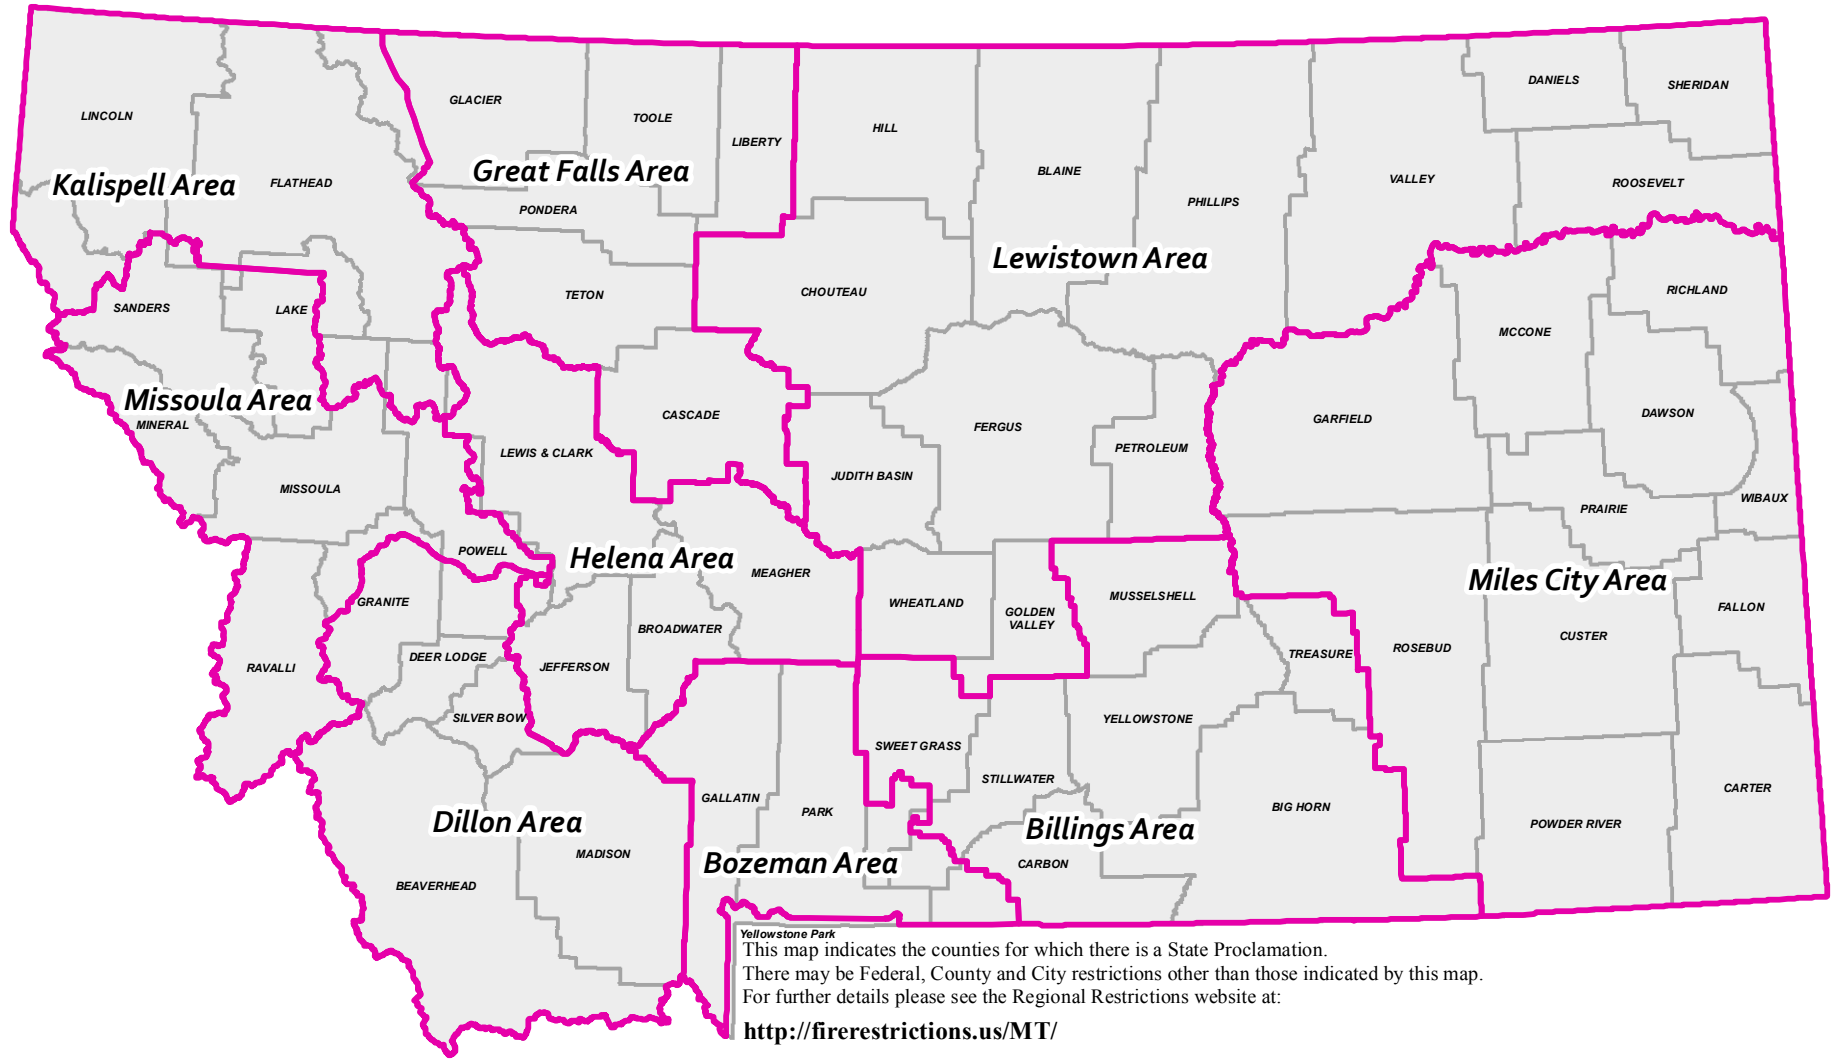 DANIELS
SHERIDAN
GLACIER
LINCOLN
TOOLE
HILL
LIBERTY
BLAINE
Great Falls Area
VALLEY
Kalispell Area
FLATHEAD
ROOSEVELT
PHILLIPS
PONDERA
Lewistown Area
TETON
CHOUTEAU
RICHLAND
SANDERS
LAKE
MCCONE
Missoula Area
CASCADE
DAWSON
GARFIELD
MINERAL
FERGUS
LEWIS & CLARK
PETROLEUM
JUDITH BASIN
MISSOULA
WIBAUX
PRAIRIE
POWELL
Helena Area
MEAGHER
Miles City Area
GRANITE
WHEATLAND
MUSSELSHELL
GOLDEN
VALLEY
FALLON
BROADWATER
CUSTER
DEER LODGE
RAVALLI
JEFFERSON
TREASURE
ROSEBUD
SILVER BOW
YELLOWSTONE
SWEET GRASS
STILLWATER
CARTER
GALLATIN
PARK
BIG HORN
Dillon Area
Billings Area
POWDER RIVER
MADISON
Bozeman Area
CARBON
BEAVERHEAD
Yellowstone Park
This map indicates the counties for which there is a State Proclamation.
There may be Federal, County and City restrictions other than those indicated by this map.
For further details please see the Regional Restrictions website at:
http://firerestrictions.us/MT/